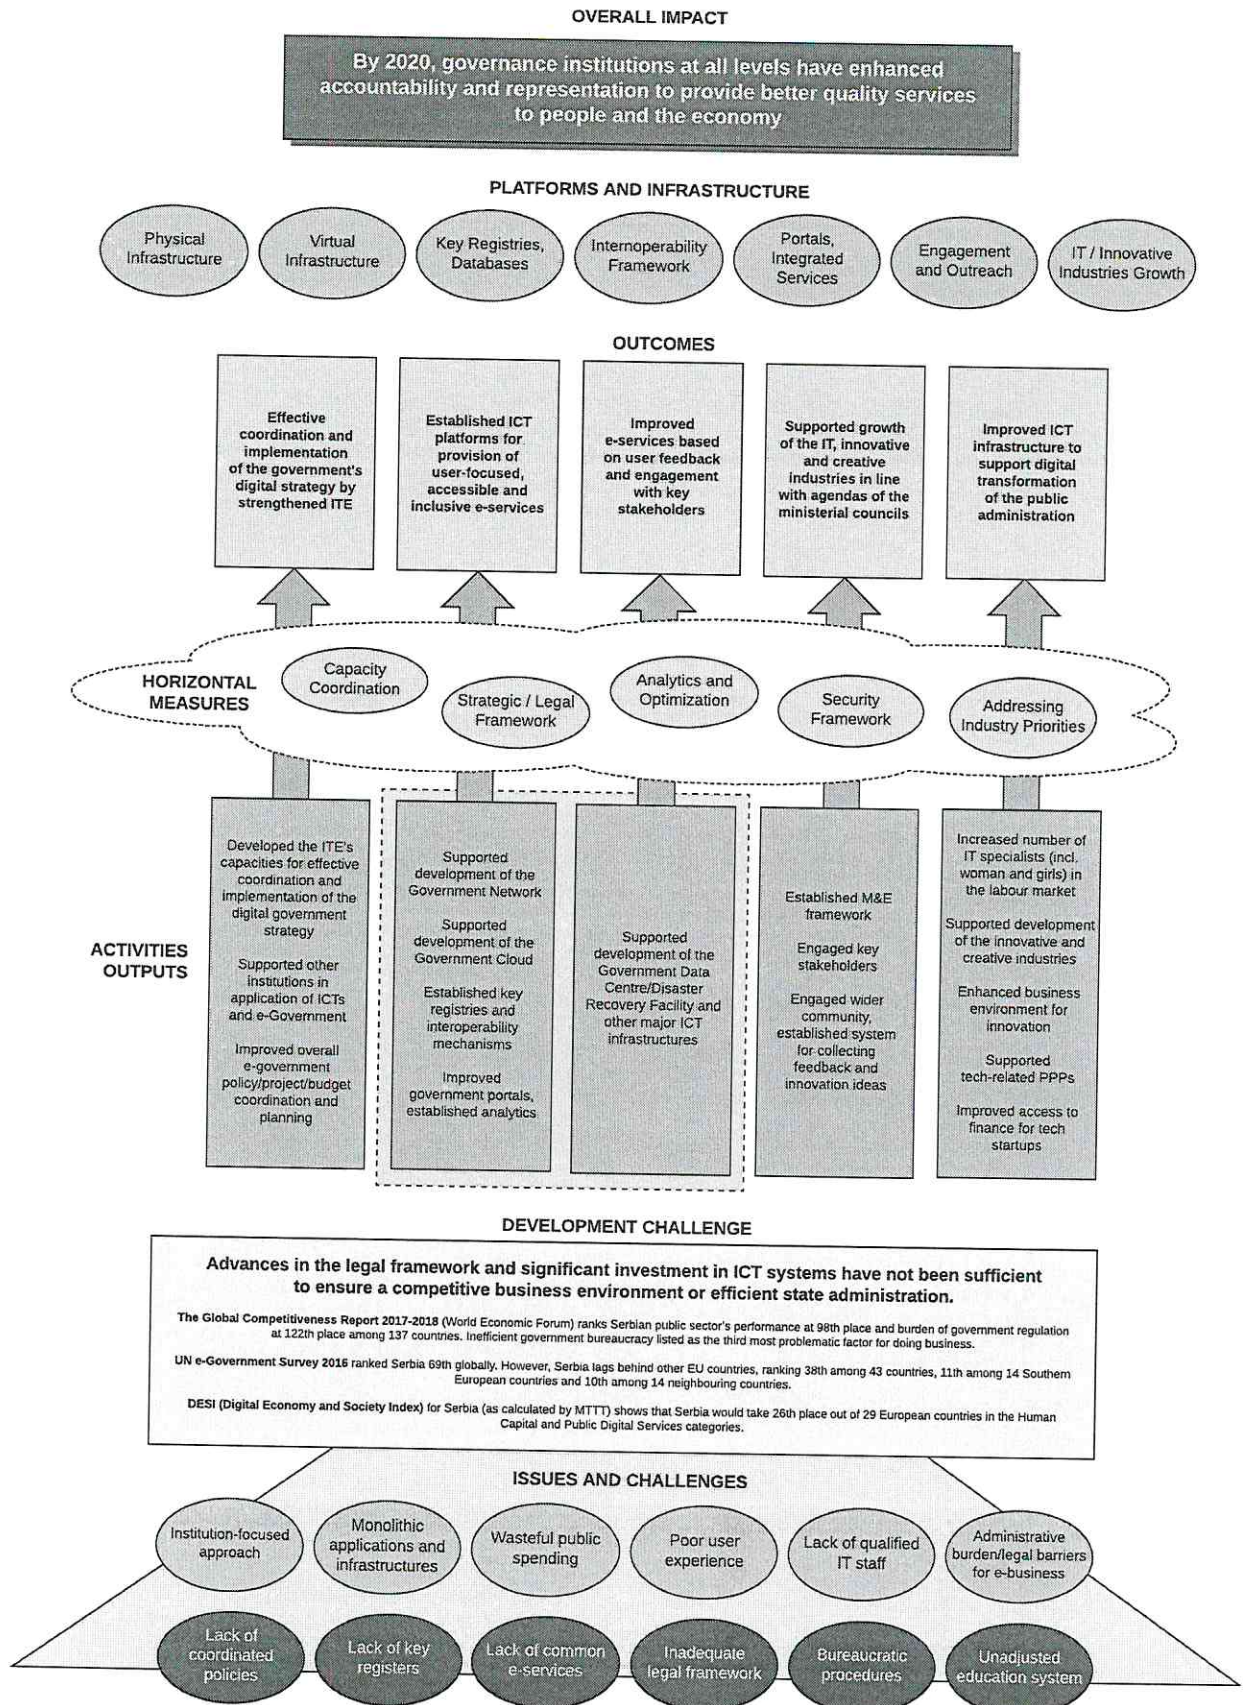 OVERALL IMPACT
By 2020, governance institutions at all levels have enhanced
accountability and representation to provide better quality services
to people and the economy
PLATFORMS AND INFRASTRUCTURE
Physical
Infrastructure
Virtual
Infrastructure
Key Registries,
Databases
Internoperability
Framework
Portals,
Integrated
Services
Engagement
and Outreach
IT / Innovative
Industries Growth
OUTCOMES
Effective
coordination and
implementation
of the government's
digital strategy by
strengthened ITE
Established ICT
platforms for
provision of
user-focused,
accessible and
inclusive e-services
Improved
e-services based
on user feedback
and engagement
with key
stakeholders
Supported growth
of the IT, innovative
and creative
industries in line
with agendas of the
ministerial councils
Improved ICT
infrastructure to
support digital
transformation
of the public
administration
HORIZONTAL
MEASURES
Capacity
Coordination
Strategic / Legal
Framework
Analytics and
Optimization
Security
Framework
Addressing
Industry Priorities
ACTIVITIES
OUTPUTS
Developed the ITE's
capacities for effective
coordination and
implementation of the
digital government
strategy
Supported other
institutions in
application of ICTs
and e-Government
Improved overall
e-government
policy/project/budget
coordination and
planning
Supported
development of the
Government Network
Supported
development of the
Government Cloud
Established key
registries and
interoperability
mechanisms
Improved
government portals,
established analytics
Supported
development of the
Government Data
Centre/Disaster
Recovery Facility and
other major ICT
infrastructures
Established M&E
framework
Engaged key
stakeholders
Engaged wider
community,
established system
for collecting
feedback and
innovation ideas
Increased number of
IT specialists (incl.
woman and girls) in
the labour market
Supported development
of the innovative and
creative industries
Enhanced business
environment for
innovation
Supported
tech-related PPPs
Improved access to
finance for tech
startups
DEVELOPMENT CHALLENGE
Advances in the legal framework and significant investment in ICT systems have not been sufficient
to ensure a competitive business environment or efficient state administration.
The Global Competitiveness Report 2017-2018 (World Economic Forum) ranks Serbian public sector's performance at 98th place and burden of government regulation
at 122th place among 137 countries. Inefficient government bureaucracy listed as the third most problematic factor for doing business.
UN e-Government Survey 2016 ranked Serbia 69th globally. However, Serbia lags behind other EU countries, ranking 38th among 43 countries, 11th among 14 Southern
European countries and 10th among 14 neighbouring countries.
DESI (Digital Economy and Society Index) for Serbia (as calculated by MTTT) shows that Serbia would take 26th place out of 29 European countries in the Human
Capital and Public Digital Services categories.
ISSUES AND CHALLENGES
Institution-focused
approach
Monolithic
applications and
infrastructures
Wasteful public
spending
Poor user
experience
Lack of qualified
IT staff
Administrative
burden/legal barriers
for e-business
Lack of
coordinated
policies
Lack of key
registers
Lack of common
e-services
Inadequate
legal framework
Bureaucratic
procedures
Unadjusted
education system